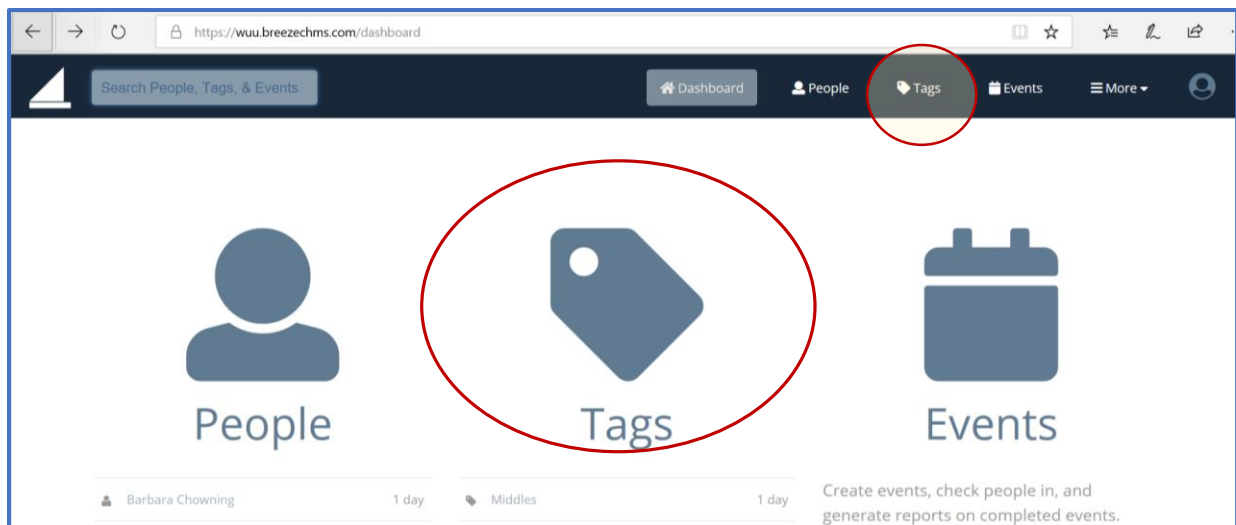 https://wuu.breezechms.com/dashboard
Search People, Tags, & Events
Dashboard People Tags Events More
People Tags Events
Barbara Chowning 1 day
Middles 1 day
Create events, check people in, and
generate reports on completed events.